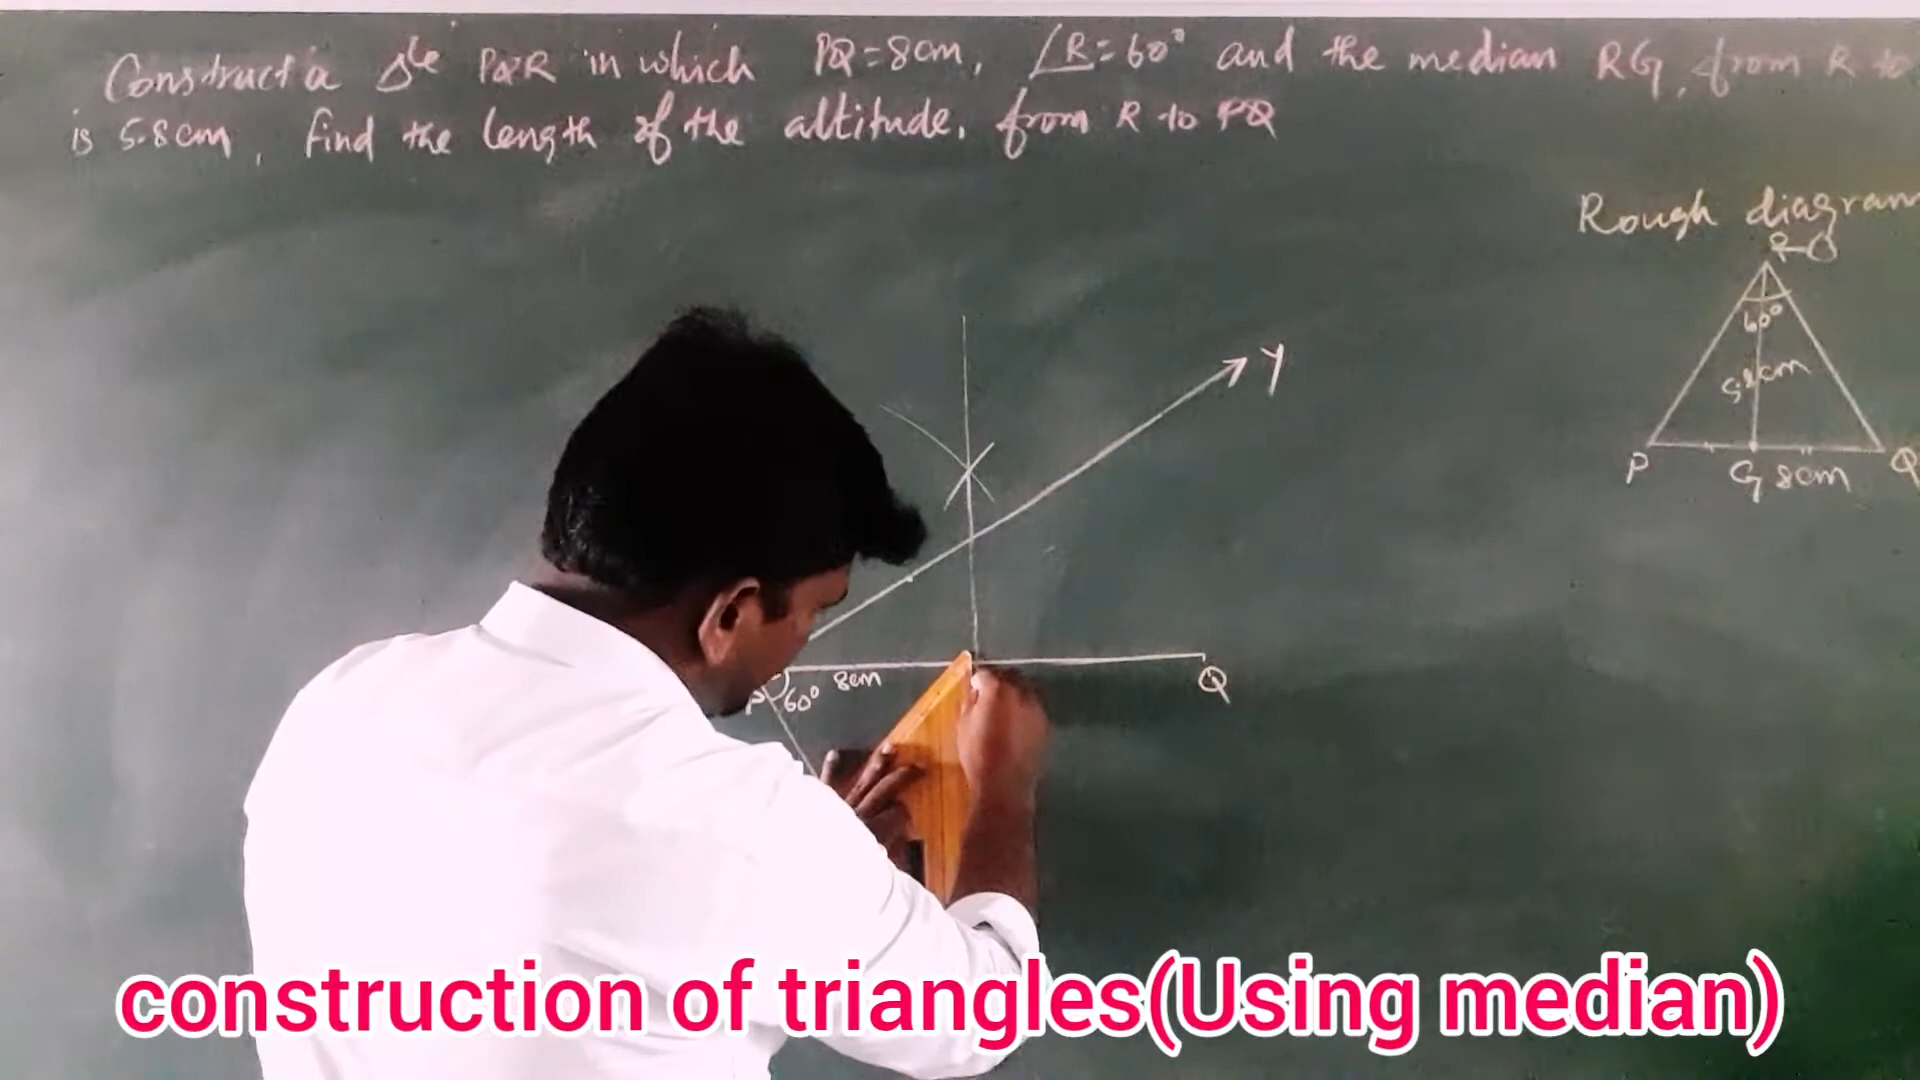 Construct a Δle PQR in which PQ=8cm, ∠R=60° and the median RG, from R to
is 5.8cm, find the length of the altitude, from R to PQ
Rough diagram
R
60°
5.8cm
P G 8cm Q
Y
P 60° 8cm Q
construction of triangles(Using median)